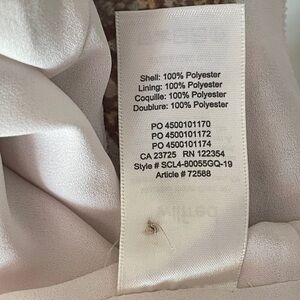 Shell: 100% Polyester
Lining: 100% Polyester
Coquille: 100% Polyester
Doublure: 100% Polyester
PO 4500101170
PO 4500101172
PO 4500101174
CA 23725 RN 122354
Style # SCL4-80055GQ-19
Article # 72588